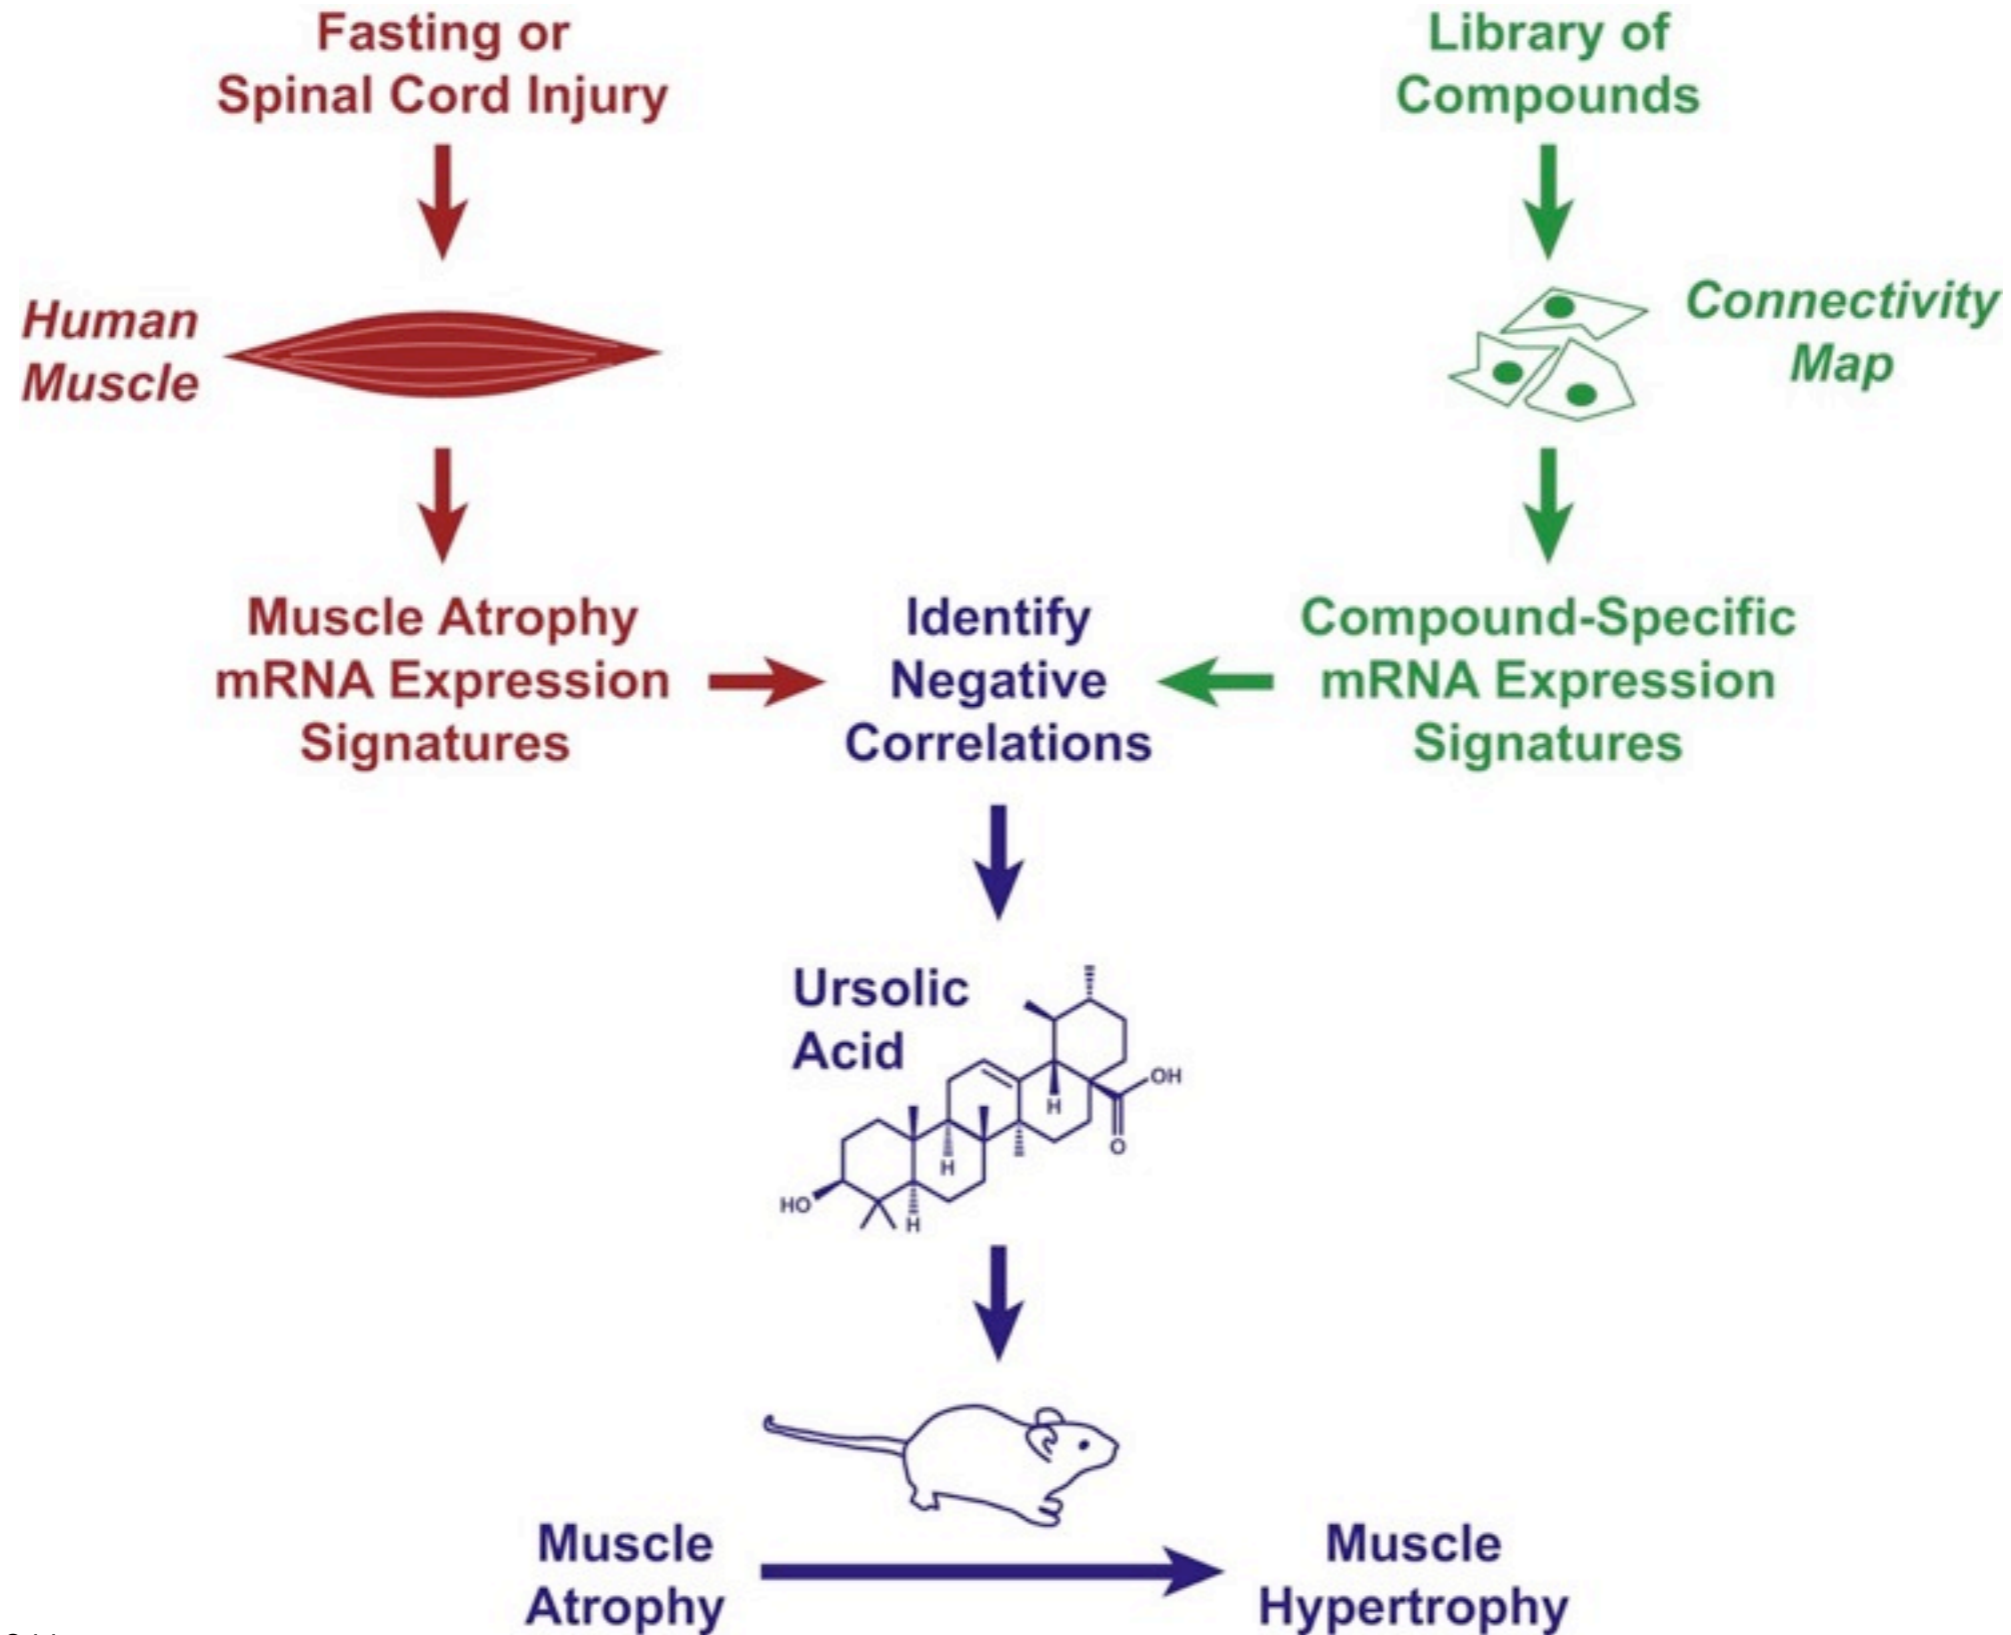 Fasting or
Spinal Cord Injury
Library of
Compounds
Human
Muscle
Connectivity
Map
Muscle Atrophy
mRNA Expression
Signatures
Identify
Negative
Correlations
Compound-Specific
mRNA Expression
Signatures
Ursolic
Acid
OH
H
O
H
HO
H
Muscle
Atrophy
Muscle
Hypertrophy